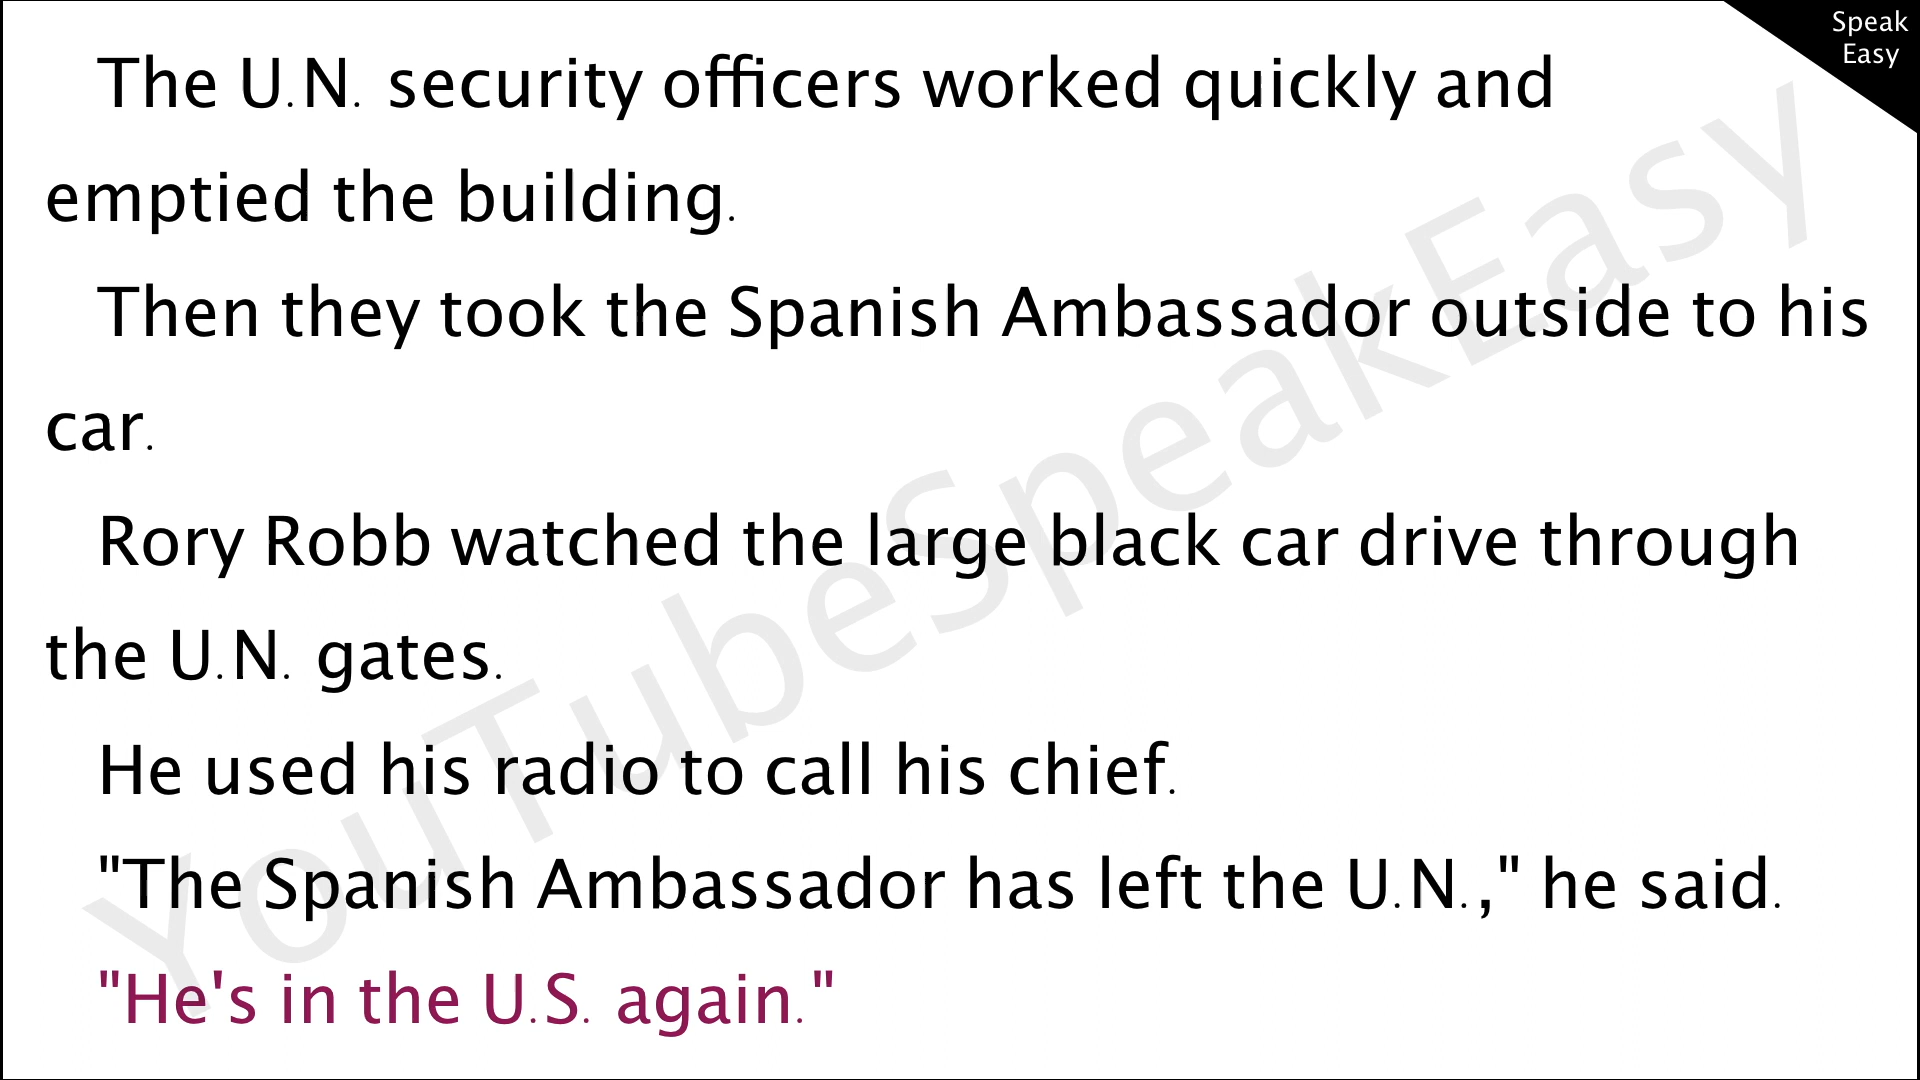 Speak
Easy
The U.N. security officers worked quickly and
emptied the building.
Then they took the Spanish Ambassador outside to his
car.
Rory Robb watched the large black car drive through
the U.N. gates.
He used his radio to call his chief.
"The Spanish Ambassador has left the U.N.," he said.
"He's in the U.S. again."
YouTubeSpeakEasy